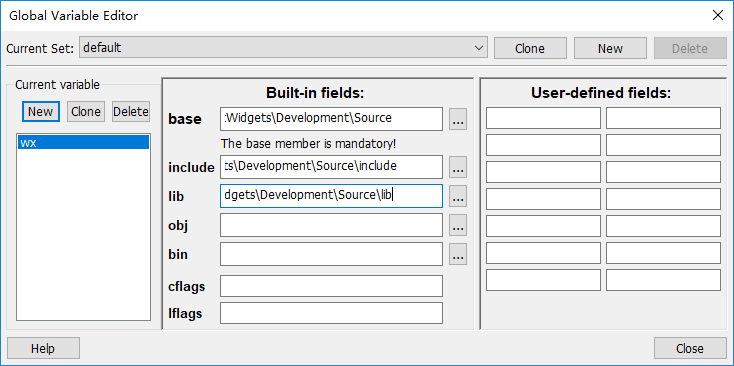 Global Variable Editor
Current Set: default Clone New Delete
Current variable
New Clone Delete
wx
Built-in fields:
base :Widgets\Development\Source ...
The base member is mandatory!
include ts\Development\Source\include ...
lib dgets\Development\Source\lib ...
obj ...
bin ...
cflags
lflags
User-defined fields:
Help Close